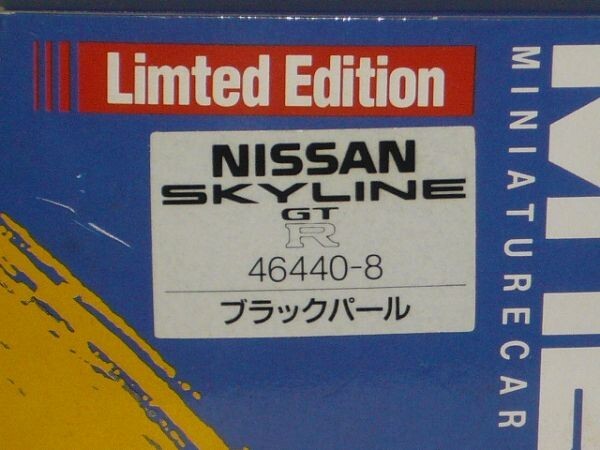 Limted Edition
NISSAN
SKYLINE
GT
R
46440-8
ブラックパール
MINIATURECAR